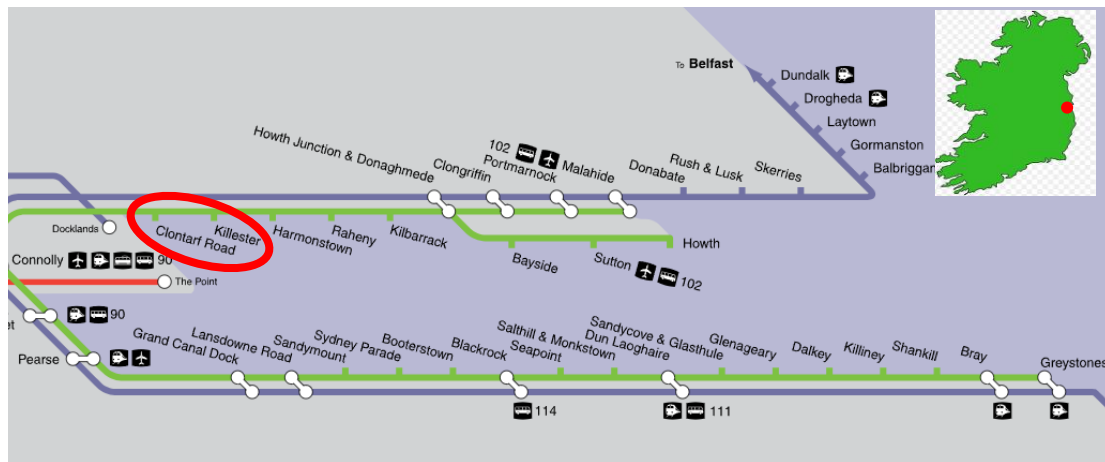 To Belfast
Dundalk
Drogheda
Laytown
Gormanston
Balbriggan
Skerries
Rush & Lusk
Donabate
102
Malahide
Portmarnock
Clongriffin
Howth Junction & Donaghmede
Docklands
Clontarf Road
Killester
Harmonstown
Raheny
Kilbarrack
Bayside
Sutton
102
Howth
Connolly
90
The Point
et
90
Pearse
Grand Canal Dock
Lansdowne Road
Sandymount
Sydney Parade
Booterstown
Blackrock
Seapoint
Salthill & Monkstown
Dun Laoghaire
Sandycove & Glasthule
Glenageary
Dalkey
Killiney
Shankill
Bray
Greystones
114
111